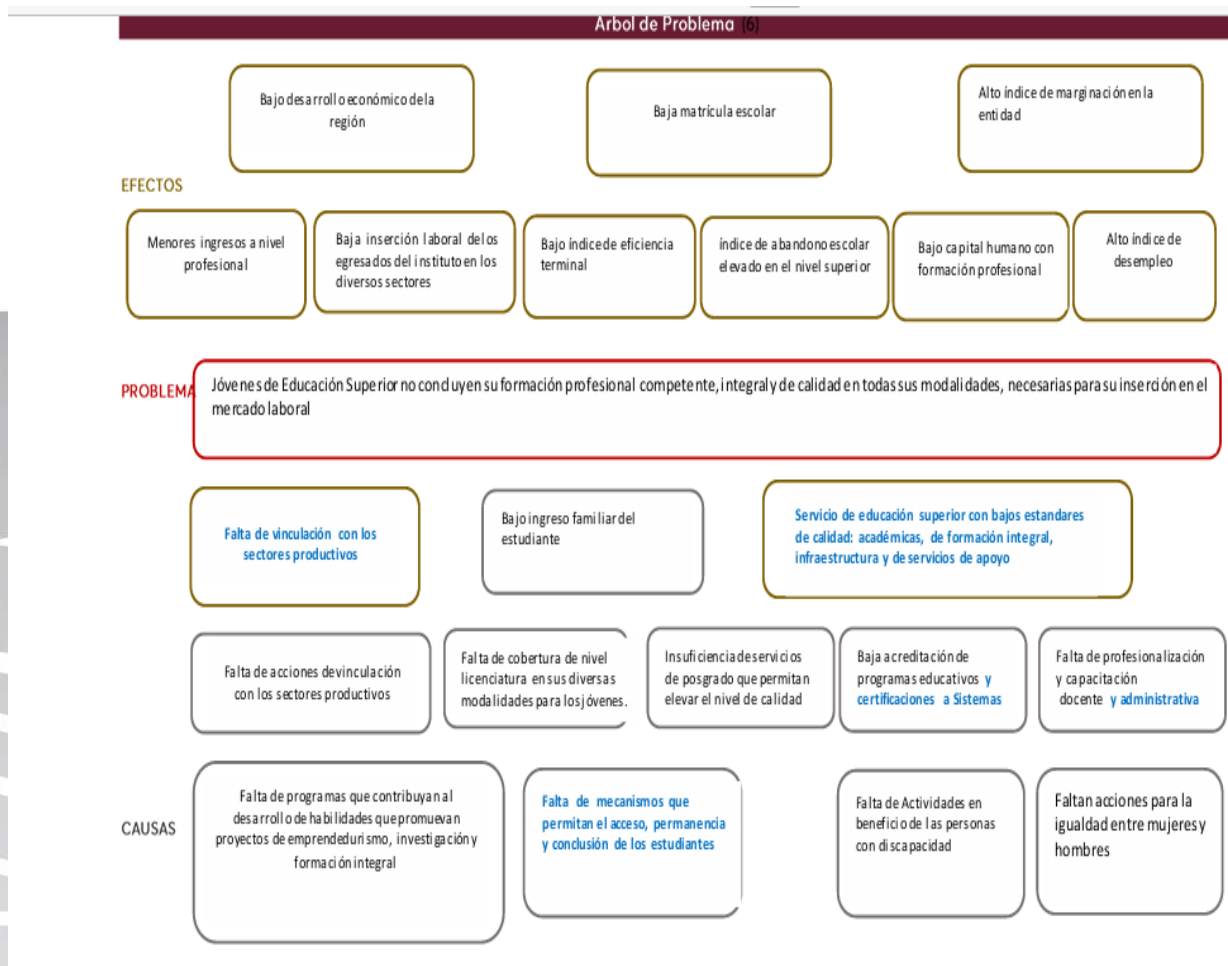 Arbol de Problema (6)
Bajo desarrollo económico de la
región
Baja matrícula escolar
Alto índice de marginación en la
entidad
EFECTOS
Menores ingresos a nivel
profesional
Baja inserción laboral de los
egresados del instituto en los
diversos sectores
Bajo índice de eficiencia
terminal
índice de abandono escolar
elevado en el nivel superior
Bajo capital humano con
formación profesional
Alto índice de
desempleo
PROBLEMA
Jóvenes de Educación Superior no concluyen su formación profesional competente, integral y de calidad en todas sus modalidades, necesarias para su inserción en el
mercado laboral
Falta de vinculación con los
sectores productivos
Bajo ingreso familiar del
estudiante
Servicio de educación superior con bajos estandares
de calidad: académicas, de formación integral,
infraestructura y de servicios de apoyo
Falta de acciones de vinculación
con los sectores productivos
Falta de cobertura de nivel
licenciatura en sus diversas
modalidades para los jóvenes.
Insuficiencia de servicios
de posgrado que permitan
elevar el nivel de calidad
Baja acreditación de
programas educativos y
certificaciones a Sistemas
Falta de profesionalización
y capacitación
docente y administrativa
CAUSAS
Falta de programas que contribuyan al
desarrollo de habilidades que promuevan
proyectos de emprendedurismo, investigación y
formación integral
Falta de mecanismos que
permitan el acceso, permanencia
y conclusión de los estudiantes
Falta de Actividades en
beneficio de las personas
con discapacidad
Faltan acciones para la
igualdad entre mujeres y
hombres